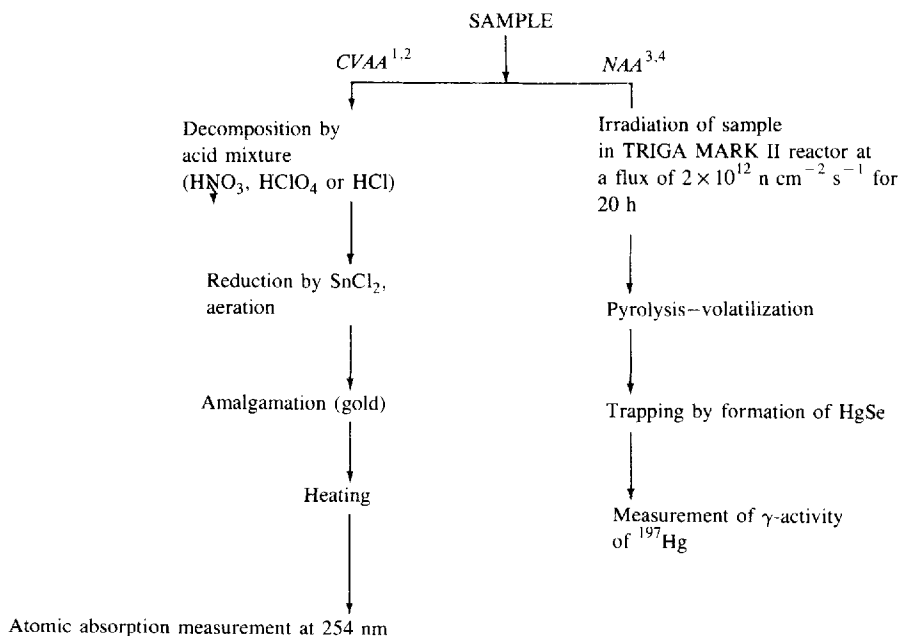 SAMPLE
CVAA¹,²
NAA³,⁴
Decomposition by
acid mixture
(HNO₃, HClO₄ or HCl)
Reduction by SnCl₂,
aeration
Amalgamation (gold)
Heating
Atomic absorption measurement at 254 nm
Irradiation of sample
in TRIGA MARK II reactor at
a flux of 2 × 10¹² n cm⁻² s⁻¹ for
20 h
Pyrolysis–volatilization
Trapping by formation of HgSe
Measurement of γ-activity
of ¹⁹⁷Hg